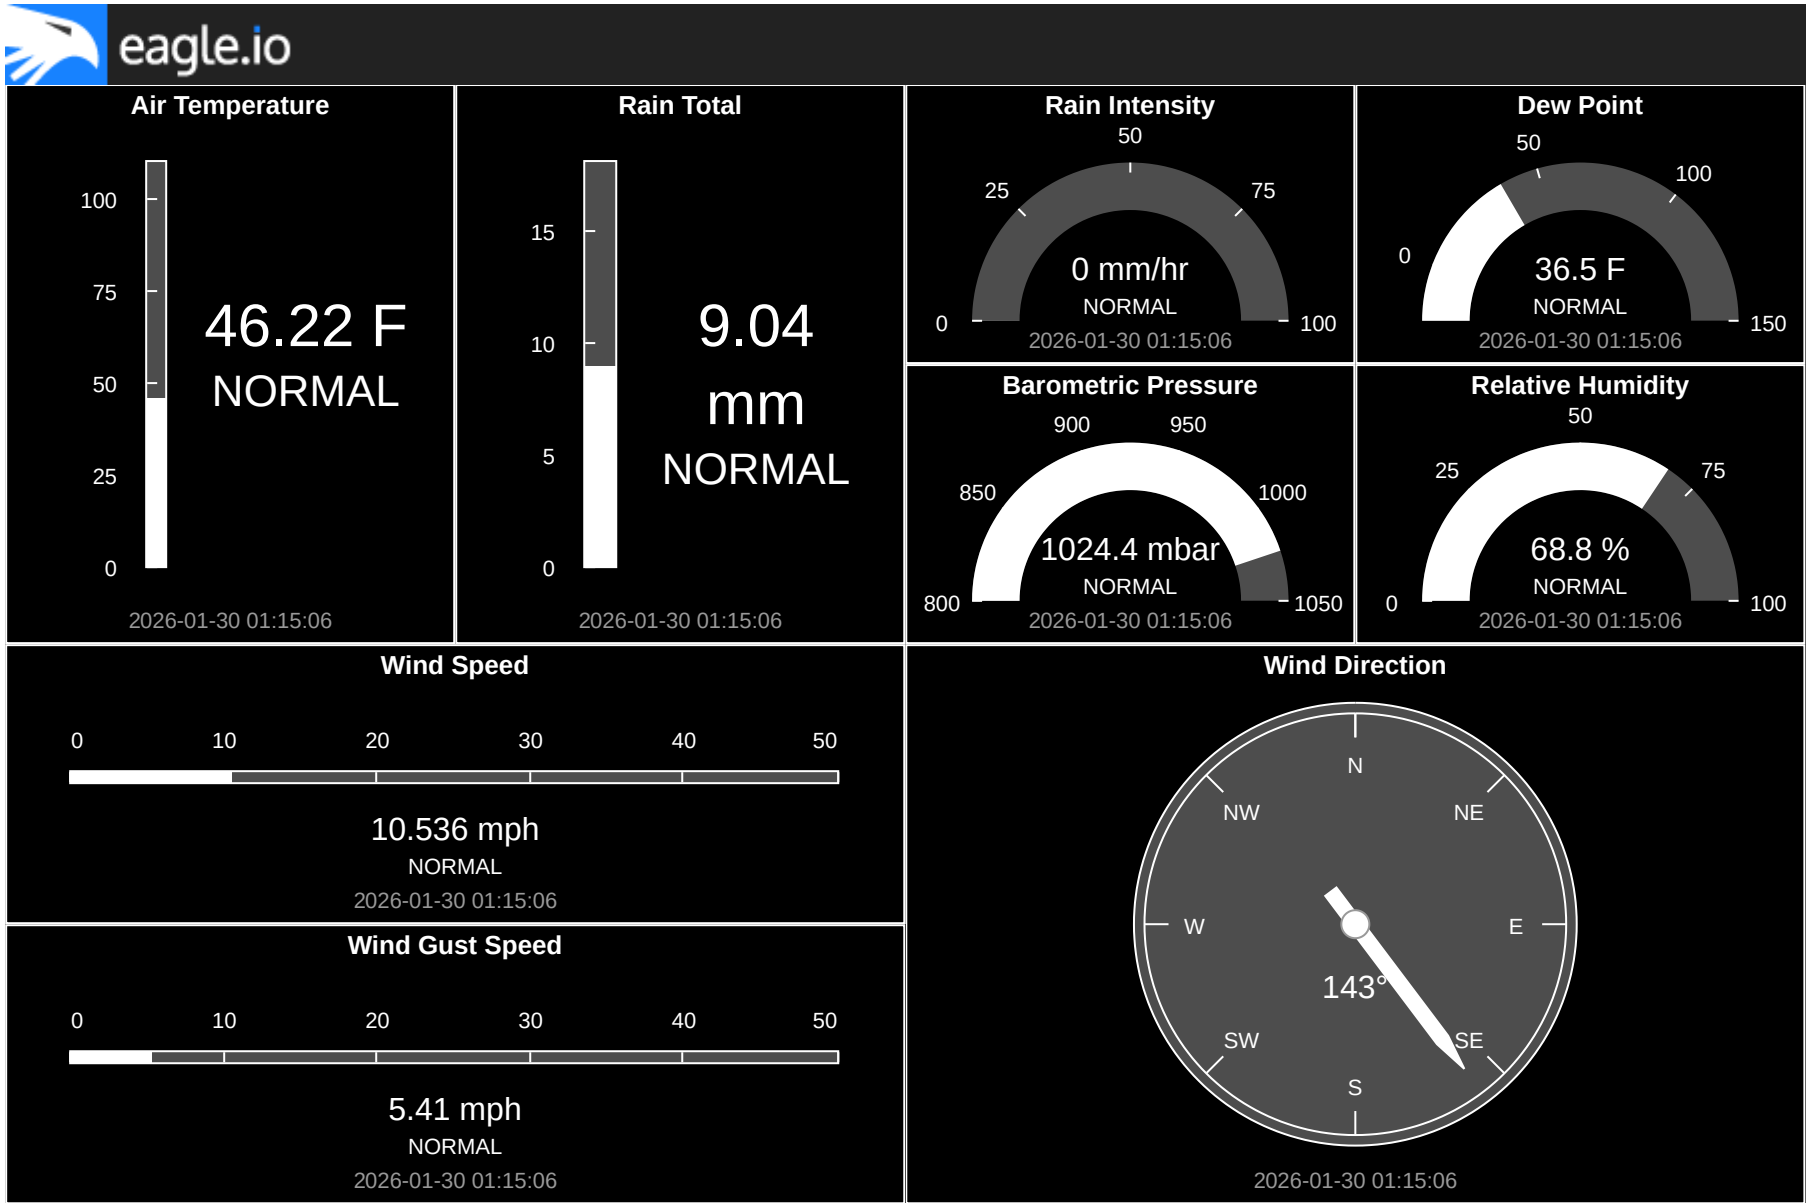 eagle.io
Air Temperature
100
75
50
25
0
46.22 F
NORMAL
2026-01-30 01:15:06
Rain Total
15
10
5
0
9.04
mm
NORMAL
2026-01-30 01:15:06
Rain Intensity
50
25
75
0
100
0 mm/hr
NORMAL
2026-01-30 01:15:06
Dew Point
50
100
0
150
36.5 F
NORMAL
2026-01-30 01:15:06
Barometric Pressure
900
950
850
1000
800
1050
1024.4 mbar
NORMAL
2026-01-30 01:15:06
Relative Humidity
50
25
75
0
100
68.8 %
NORMAL
2026-01-30 01:15:06
Wind Speed
0 10 20 30 40 50
10.536 mph
NORMAL
2026-01-30 01:15:06
Wind Gust Speed
0 10 20 30 40 50
5.41 mph
NORMAL
2026-01-30 01:15:06
Wind Direction
N
NW
NE
W
E
143°
SW
SE
S
2026-01-30 01:15:06